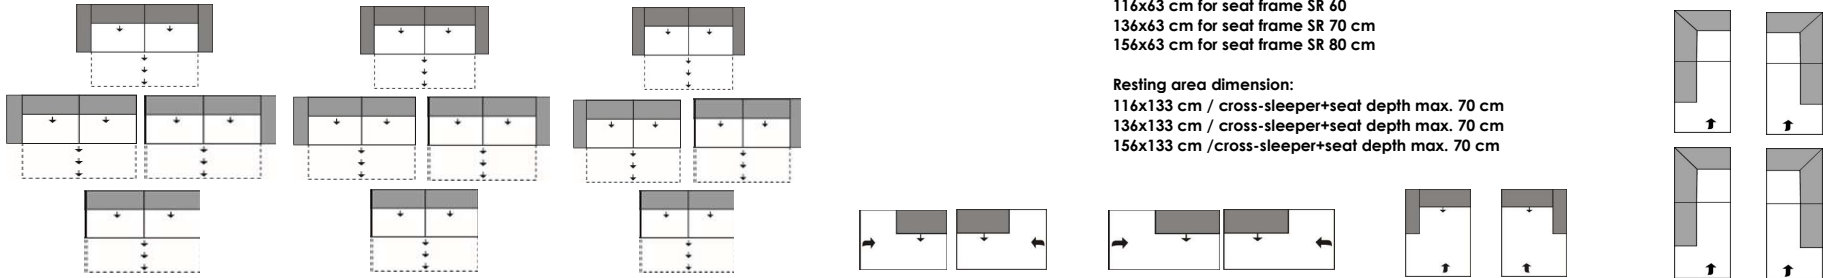 116x63 cm for seat frame SR 60
136x63 cm for seat frame SR 70 cm
156x63 cm for seat frame SR 80 cm
Resting area dimension:
116x133 cm / cross-sleeper+seat depth max. 70 cm
136x133 cm / cross-sleeper+seat depth max. 70 cm
156x133 cm /cross-sleeper+seat depth max. 70 cm